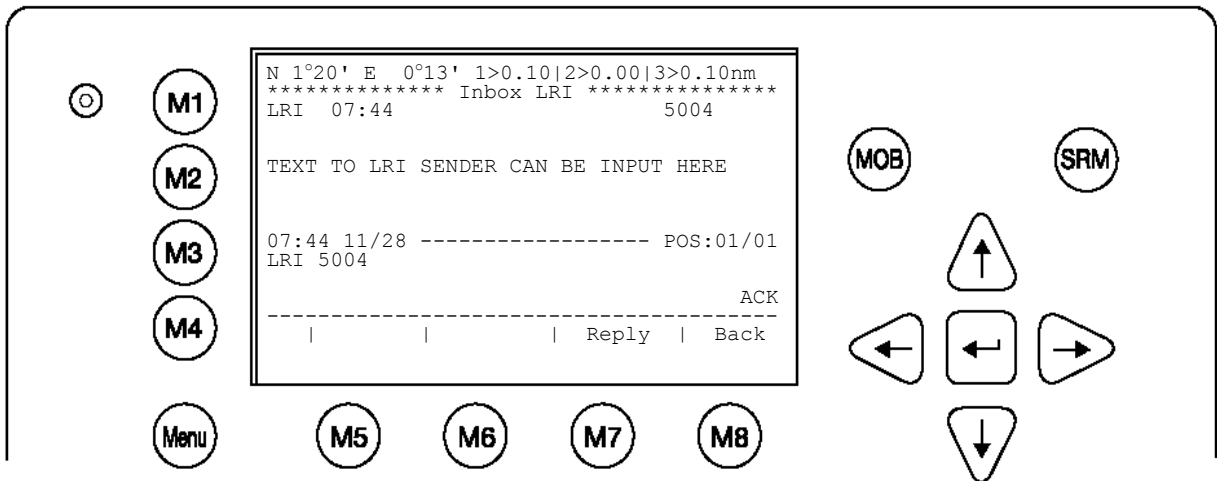 N 1°20' E 0°13' 1>0.10|2>0.00|3>0.10nm
************** Inbox LRI ***************
LRI 07:44 5004
TEXT TO LRI SENDER CAN BE INPUT HERE
07:44 11/28 ------------------ POS:01/01
LRI 5004
ACK
----------------------------------------
| | | Reply | Back
M1
M2
M3
M4
Menu
M5
M6
M7
M8
MOB
SRM